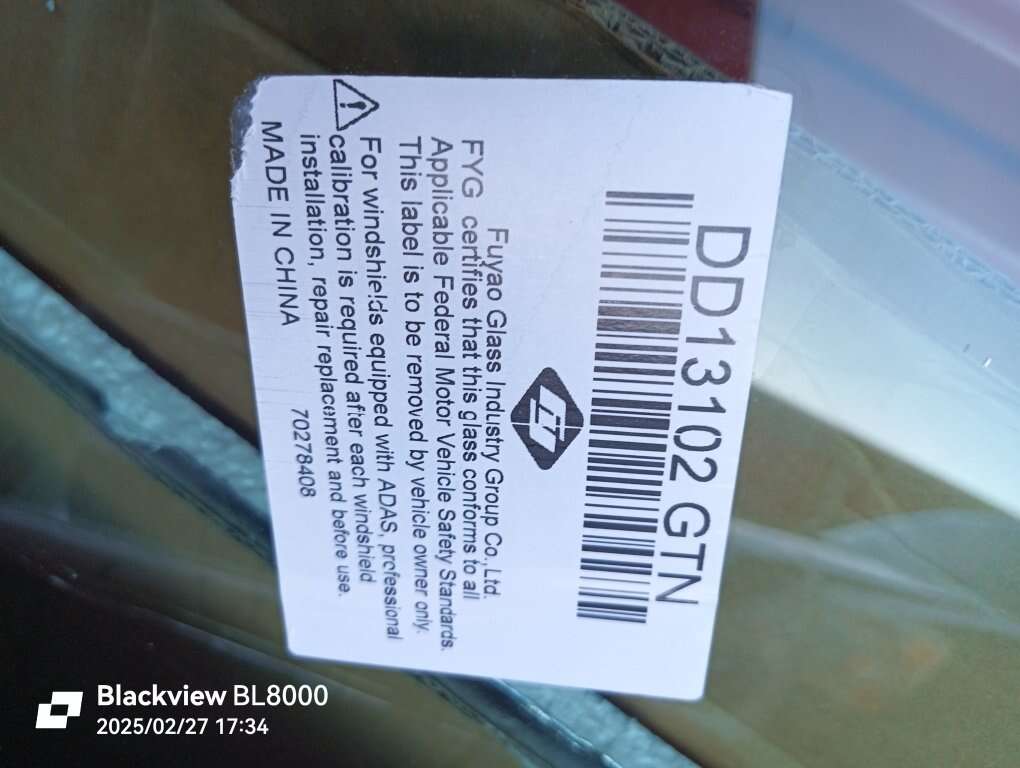 DD13102 GTN
Fuyao Glass Industry Group Co., Ltd.
FYG certifies that this glass conforms to all
Applicable Federal Motor Vehicle Safety Standards.
This label is to be removed by vehicle owner only.
For windshields equipped with ADAS, professional
calibration is required after each windshield
installation, repair replacement and before use.
MADE IN CHINA
70278408
Blackview BL8000
2025/02/27 17:34